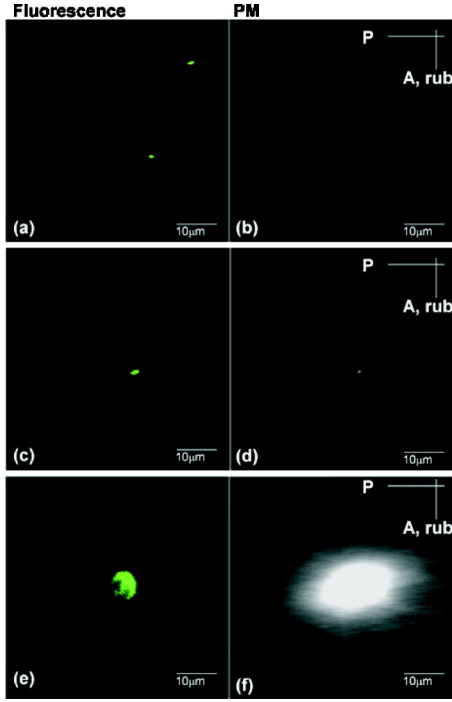 Fluorescence PM
P
A, rub
(a) 10μm (b) 10μm
P
A, rub
(c) 10μm (d) 10μm
P
A, rub
(e) 10μm (f) 10μm